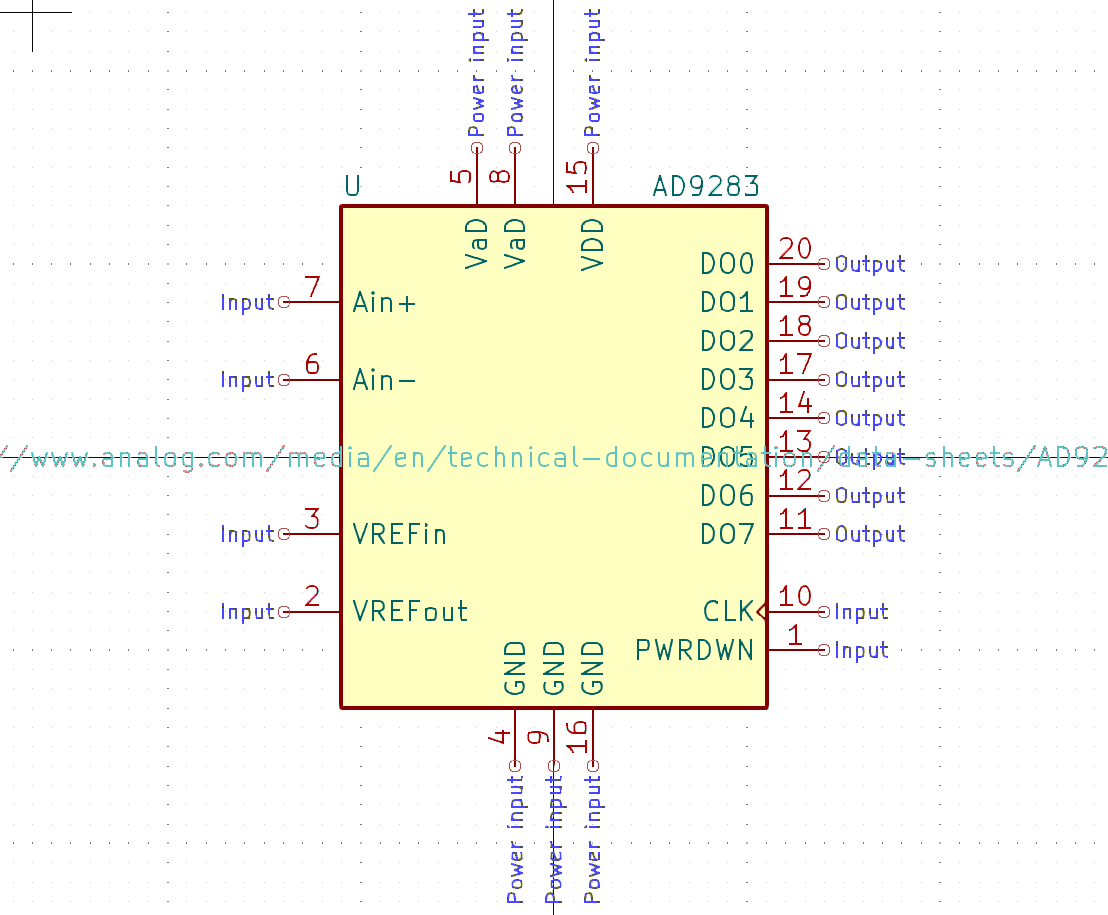 Power input Power input Power input
5 8 15
U AD9283
VaD VaD VDD
DO0 20 Output
Input 7 Ain+ DO1 19 Output
DO2 18 Output
Input 6 Ain- DO3 17 Output
DO4 14 Output
DO5 13 Output
//www.analog.com/media/en/technical-documentation/data-sheets/AD92
DO6 12 Output
Input 3 VREFin DO7 11 Output
Input 2 VREFout CLK 10 Input
PWRDWN 1 Input
GND GND GND
4 9 16
Power input Power input Power input